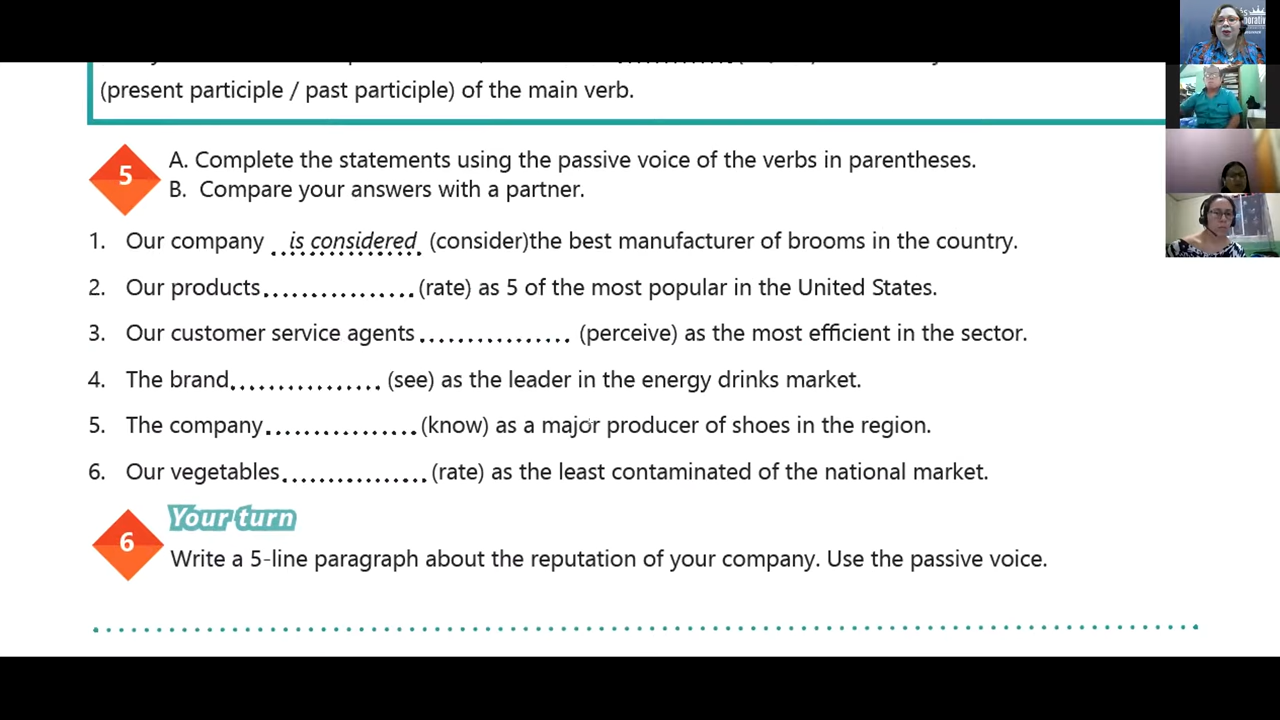 (present participle / past participle) of the main verb.
5
A. Complete the statements using the passive voice of the verbs in parentheses.
B. Compare your answers with a partner.
1. Our company is considered (consider)the best manufacturer of brooms in the country.
2. Our products................ (rate) as 5 of the most popular in the United States.
3. Our customer service agents ................ (perceive) as the most efficient in the sector.
4. The brand................ (see) as the leader in the energy drinks market.
5. The company................ (know) as a major producer of shoes in the region.
6. Our vegetables................ (rate) as the least contaminated of the national market.
6
Your turn
Write a 5-line paragraph about the reputation of your company. Use the passive voice.